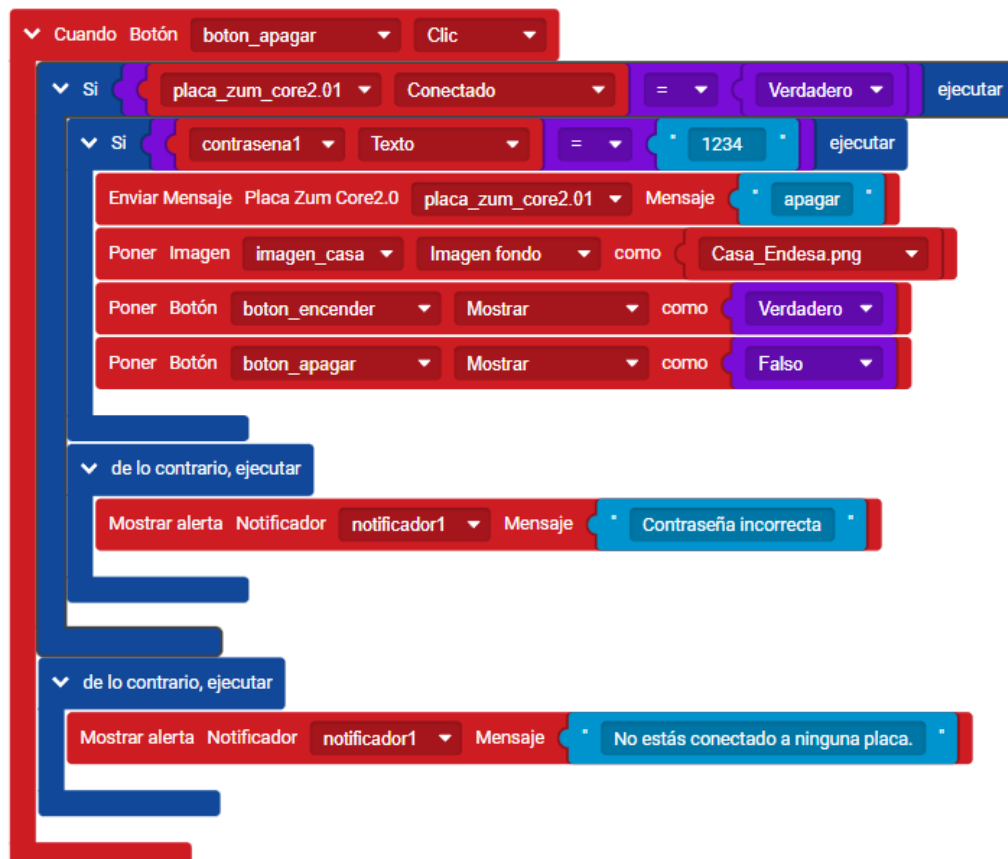 Cuando Botón boton_apagar Clic
Si placa_zum_core2.01 Conectado = Verdadero ejecutar
Si contrasena1 Texto = " 1234 " ejecutar
Enviar Mensaje Placa Zum Core2.0 placa_zum_core2.01 Mensaje " apagar "
Poner Imagen imagen_casa Imagen fondo como Casa_Endesa.png
Poner Botón boton_encender Mostrar como Verdadero
Poner Botón boton_apagar Mostrar como Falso
de lo contrario, ejecutar
Mostrar alerta Notificador notificador1 Mensaje " Contraseña incorrecta "
de lo contrario, ejecutar
Mostrar alerta Notificador notificador1 Mensaje " No estás conectado a ninguna placa. "